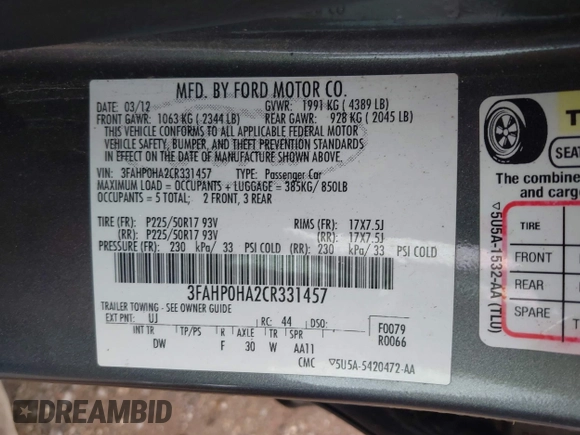 MFD. BY FORD MOTOR CO.
DATE: 03/12 GVWR: 1991 KG ( 4389 LB)
FRONT GAWR: 1063 KG ( 2344 LB) REAR GAWR: 928 KG ( 2045 LB)
THIS VEHICLE CONFORMS TO ALL APPLICABLE FEDERAL MOTOR
VEHICLE SAFETY, BUMPER, AND THEFT PREVENTION STANDARDS
IN EFFECT ON THE DATE OF MANUFACTURE SHOWN ABOVE.
VIN: 3FAHP0HA2CR331457 TYPE: Passenger Car
MAXIMUM LOAD = OCCUPANTS + LUGGAGE = 385KG/ 850LB
OCCUPANTS = 5 TOTAL; 2 FRONT, 3 REAR
TIRE (FR): P225/50R17 93V RIMS (FR): 17X7.5J
(RR): P225/50R17 93V (RR): 17X7.5J
PRESSURE (FR): 230 kPa/ 33 PSI COLD (RR): 230 kPa/ 33 PSI COLD
3FAHP0HA2CR331457
TRAILER TOWING - SEE OWNER GUIDE
EXT PNT: UJ RC: 44 DSO: F0079
INT TR TP/PS R AXLE TR SPR R0066
DW F 30 W AA11
CMC ▽5U5A-5420472-AA
SEAT
The combine
and cargo
TIRE
FRONT
REAR
SPARE
▽5U5A-1532-AA (TLU)
DREAMBID